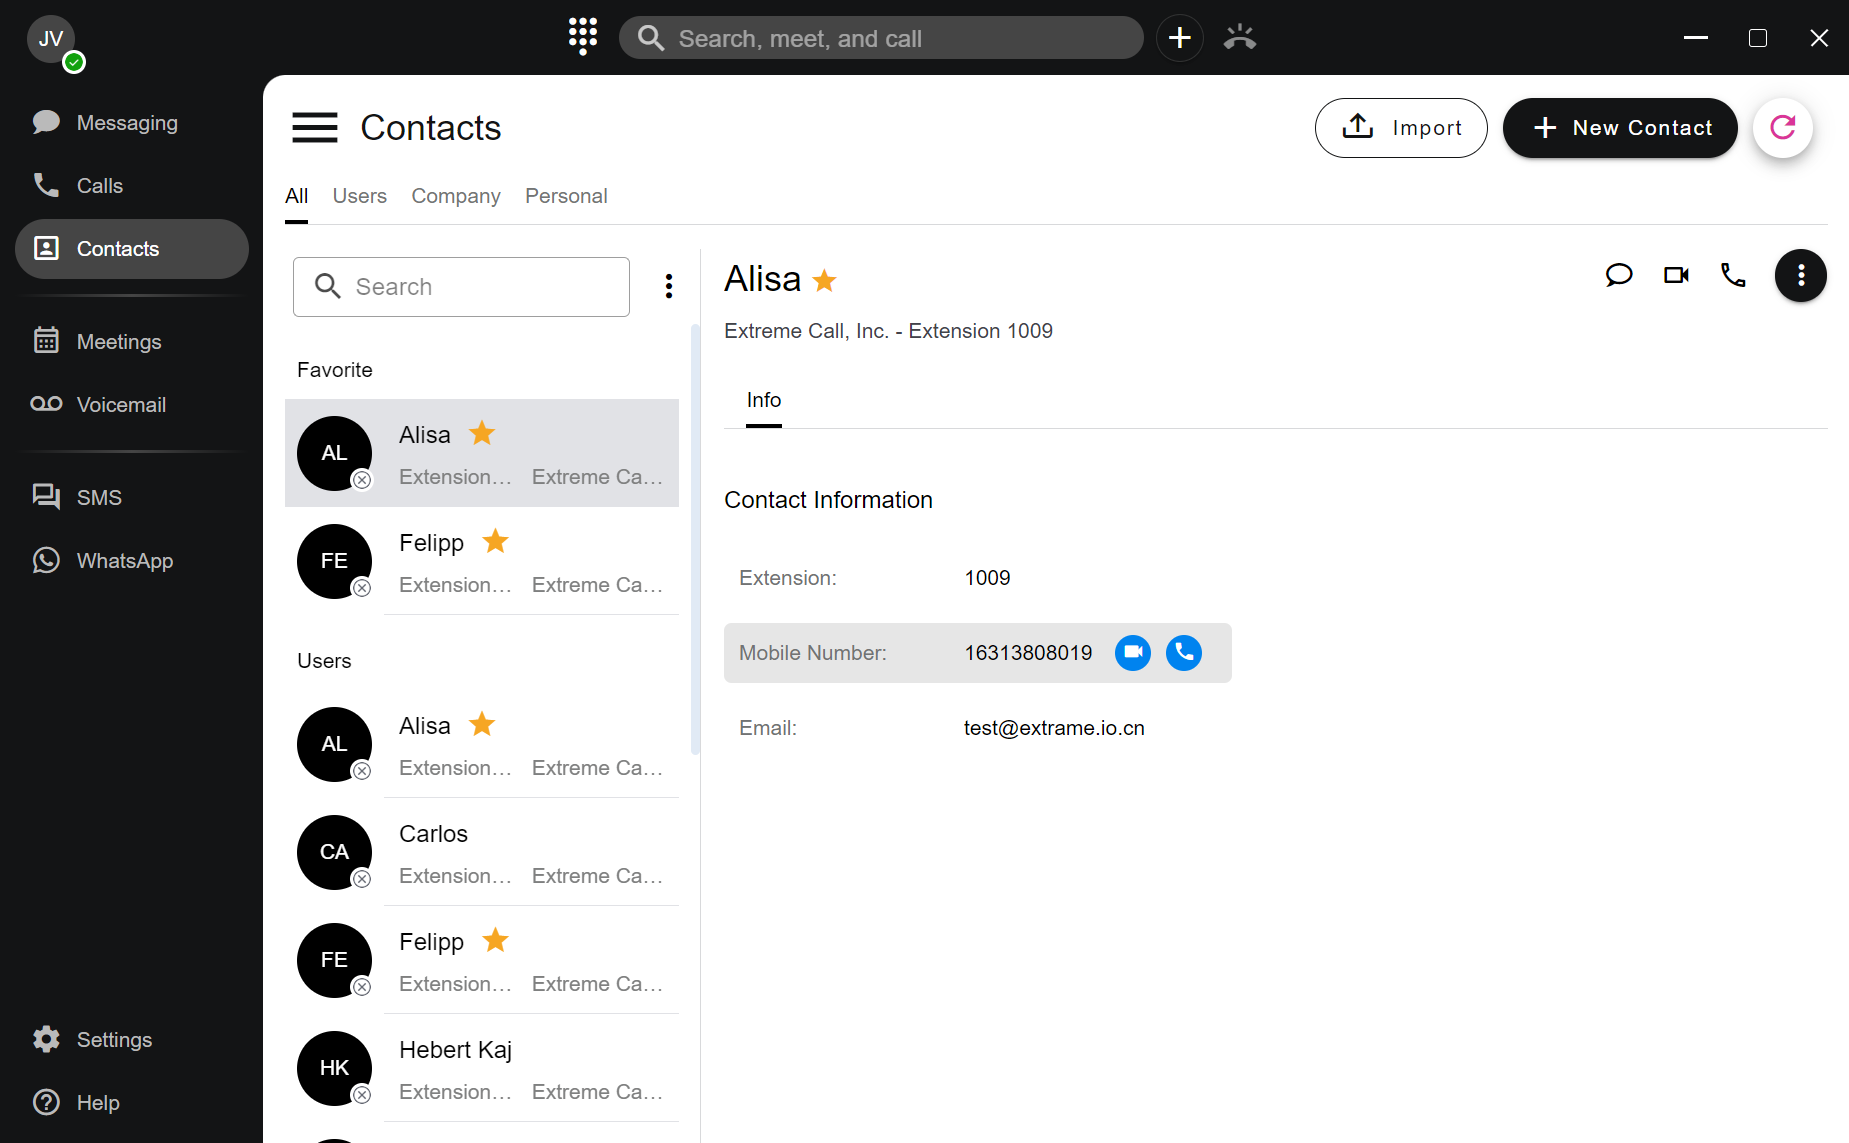 JV
Search, meet, and call
Messaging
Calls
Contacts
Meetings
Voicemail
SMS
WhatsApp
Settings
Help
Contacts
Import
New Contact
All Users Company Personal
Search
Favorite
AL
Alisa
Extension… Extreme Ca…
FE
Felipp
Extension… Extreme Ca…
Users
AL
Alisa
Extension… Extreme Ca…
CA
Carlos
Extension… Extreme Ca…
FE
Felipp
Extension… Extreme Ca…
HK
Hebert Kaj
Extension… Extreme Ca…
Alisa
Extreme Call, Inc. - Extension 1009
Info
Contact Information
Extension: 1009
Mobile Number: 16313808019
Email: test@extrame.io.cn